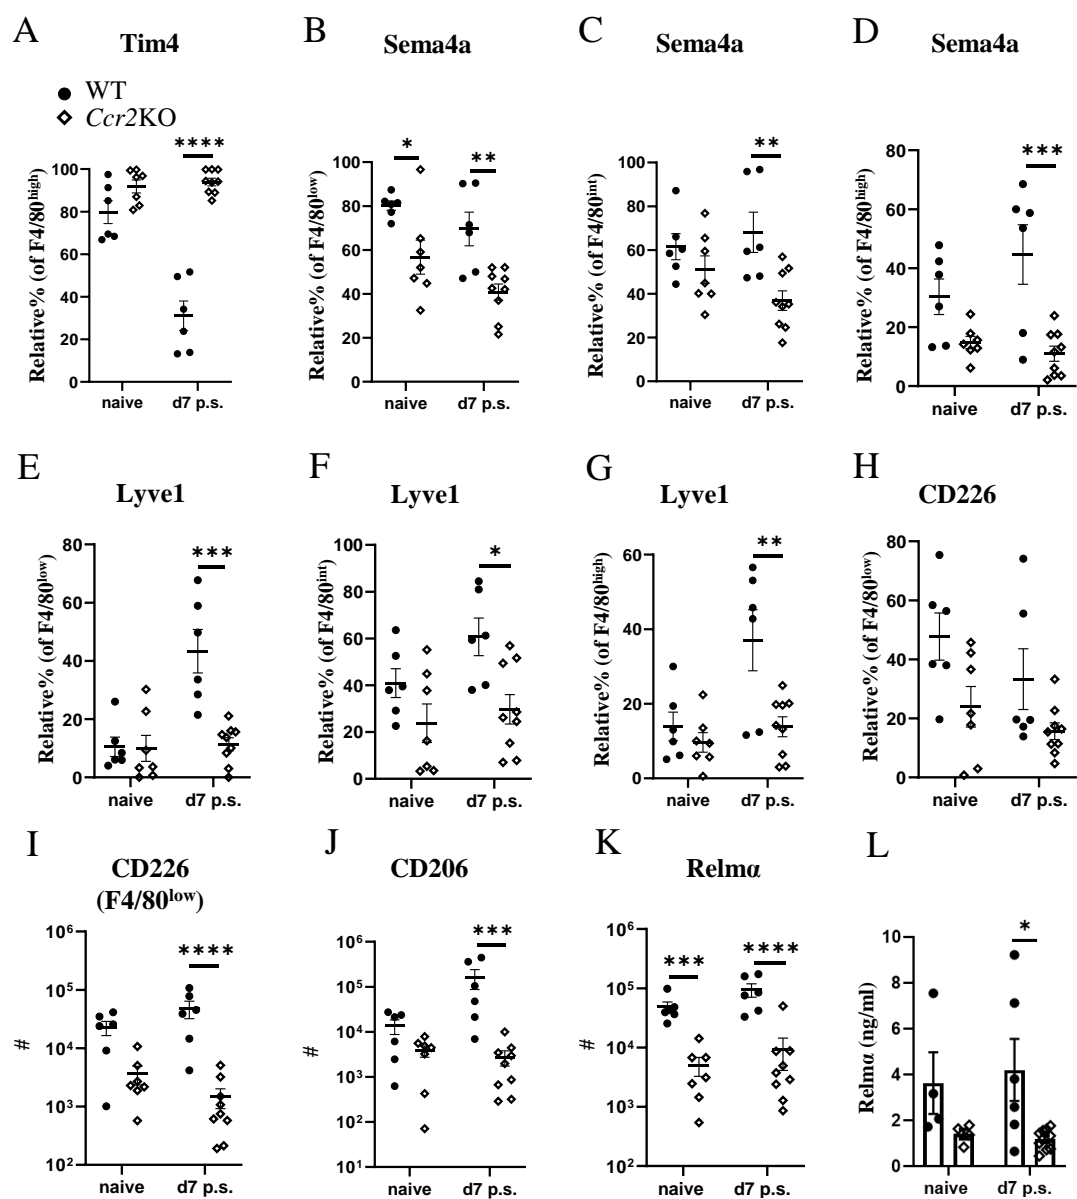 A
Tim4
● WT
◇ Ccr2KO
****
Relative% (of F4/80high)
100
80
60
40
20
0
naive
d7 p.s.
B
Sema4a
*
**
Relative% (of F4/80low)
100
80
60
40
20
0
naive
d7 p.s.
C
Sema4a
**
Relative% (of F4/80int)
100
80
60
40
20
0
naive
d7 p.s.
D
Sema4a
***
Relative% (of F4/80high)
80
60
40
20
0
naive
d7 p.s.
E
Lyve1
***
Relative% (of F4/80low)
80
60
40
20
0
naive
d7 p.s.
F
Lyve1
*
Relative% (of F4/80int)
100
80
60
40
20
0
naive
d7 p.s.
G
Lyve1
**
Relative% (of F4/80high)
60
40
20
0
naive
d7 p.s.
H
CD226
Relative% (of F4/80low)
80
60
40
20
0
naive
d7 p.s.
I
CD226
(F4/80low)
****
#
10⁶
10⁵
10⁴
10³
10²
naive
d7 p.s.
J
CD206
***
#
10⁶
10⁵
10⁴
10³
10²
10¹
naive
d7 p.s.
K
Relmα
***
****
#
10⁶
10⁵
10⁴
10³
10²
naive
d7 p.s.
L
*
Relmα (ng/ml)
10
8
6
4
2
0
naive
d7 p.s.